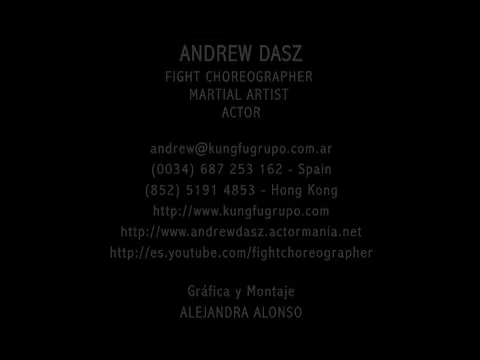 ANDREW DASZ
FIGHT CHOREOGRAPHER
MARTIAL ARTIST
ACTOR
andrew@kungfugrupo.com.ar
(0034) 687 253 162 - Spain
(852) 5191 4853 - Hong Kong
http://www.kungfugrupo.com
http://www.andrewdasz.actormania.net
http://es.youtube.com/fightchoreographer
Gráfica y Montaje
ALEJANDRA ALONSO